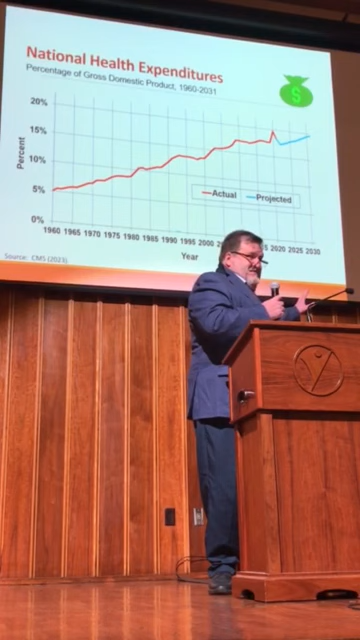 National Health Expenditures
Percentage of Gross Domestic Product, 1960-2031
$
20%
15%
10%
5%
0%
Percent
Actual
Projected
1960 1965 1970 1975 1980 1985 1990 1995 2000 2015 2020 2025 2030
Year
Source: CMS (2023)